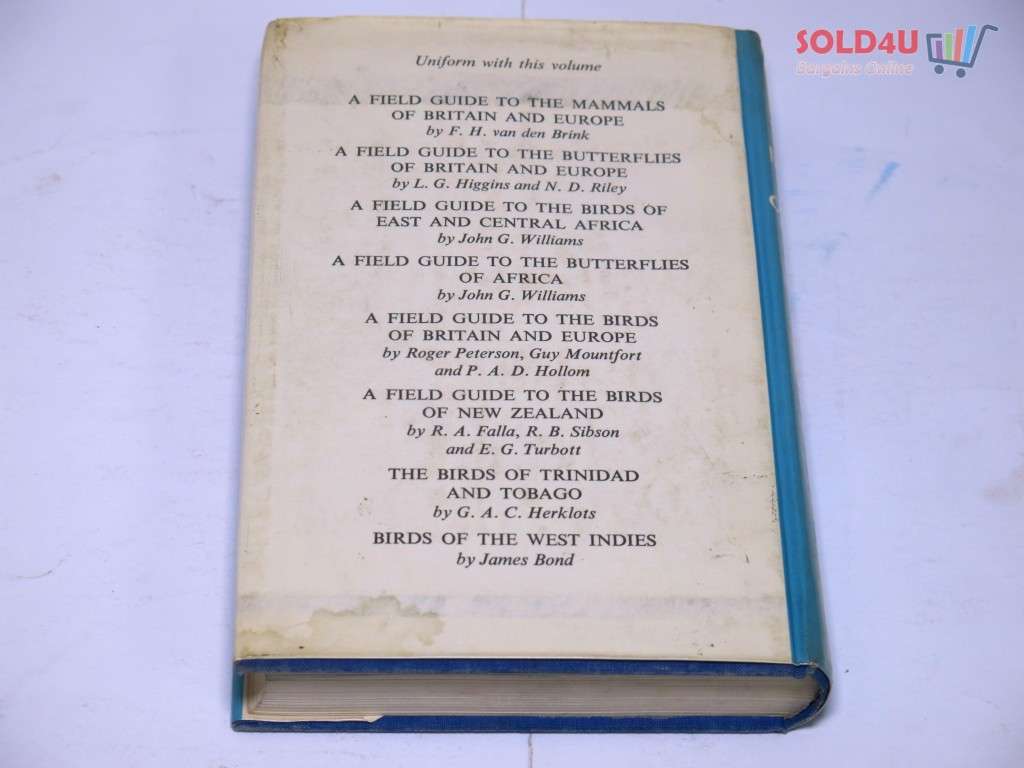 SOLD4U
Bargains Online
Uniform with this volume
A FIELD GUIDE TO THE MAMMALS
OF BRITAIN AND EUROPE
by F. H. van den Brink
A FIELD GUIDE TO THE BUTTERFLIES
OF BRITAIN AND EUROPE
by L. G. Higgins and N. D. Riley
A FIELD GUIDE TO THE BIRDS OF
EAST AND CENTRAL AFRICA
by John G. Williams
A FIELD GUIDE TO THE BUTTERFLIES
OF AFRICA
by John G. Williams
A FIELD GUIDE TO THE BIRDS
OF BRITAIN AND EUROPE
by Roger Peterson, Guy Mountfort
and P. A. D. Hollom
A FIELD GUIDE TO THE BIRDS
OF NEW ZEALAND
by R. A. Falla, R. B. Sibson
and E. G. Turbott
THE BIRDS OF TRINIDAD
AND TOBAGO
by G. A. C. Herklots
BIRDS OF THE WEST INDIES
by James Bond